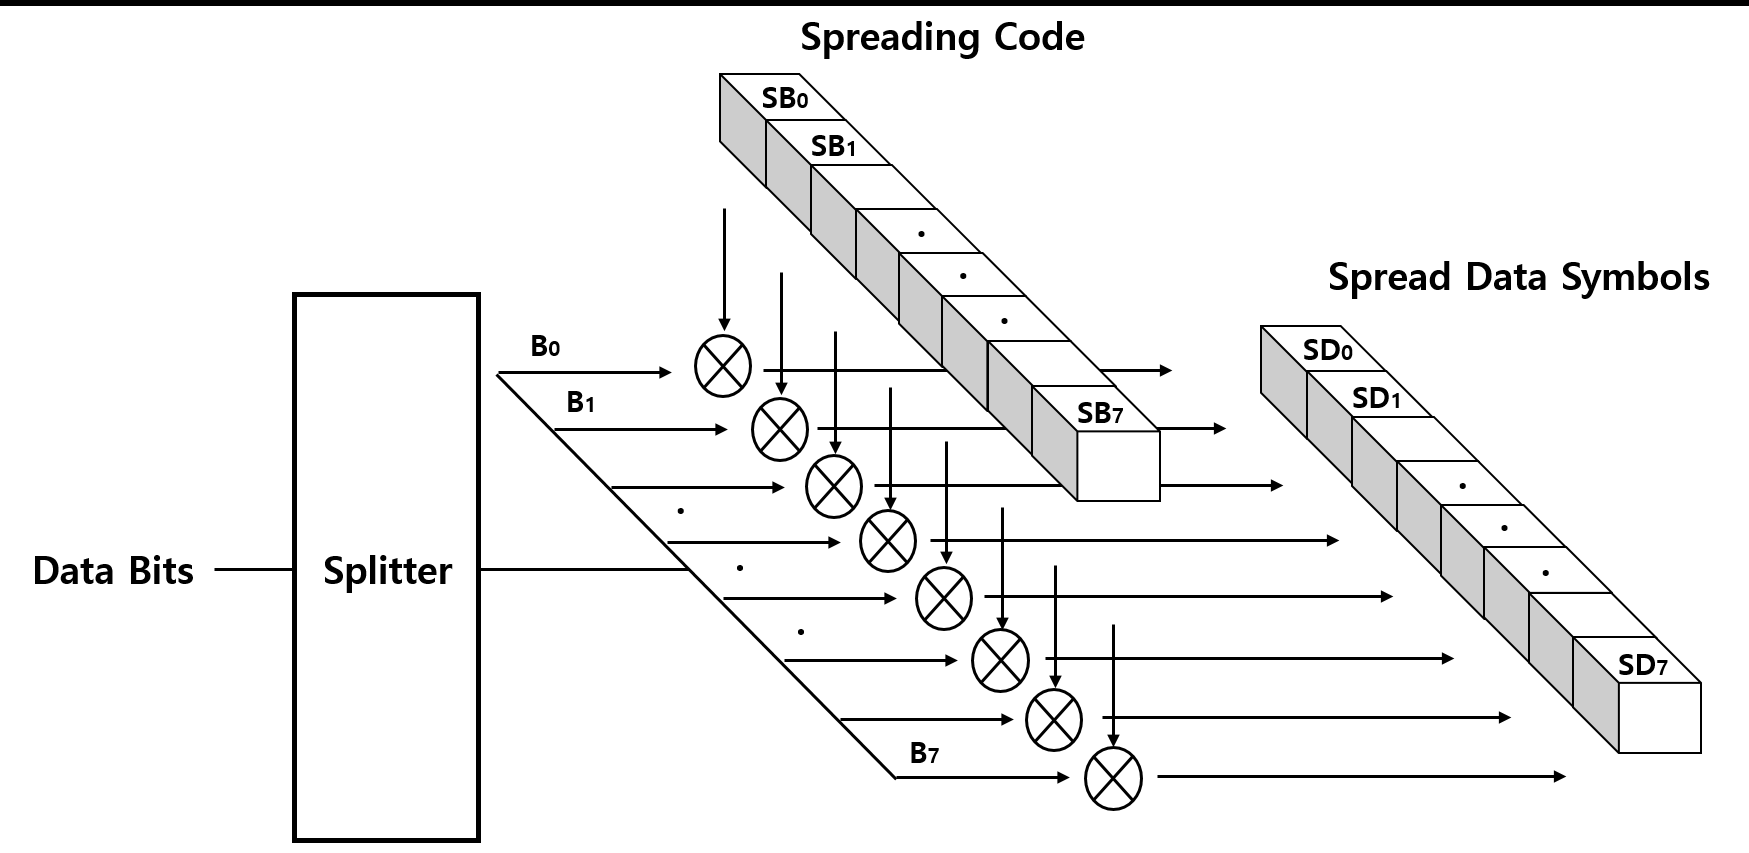 Spreading Code
SB0
SB1
SB7
Spread Data Symbols
SD0
SD1
SD7
B0
B1
B7
Data Bits
Splitter